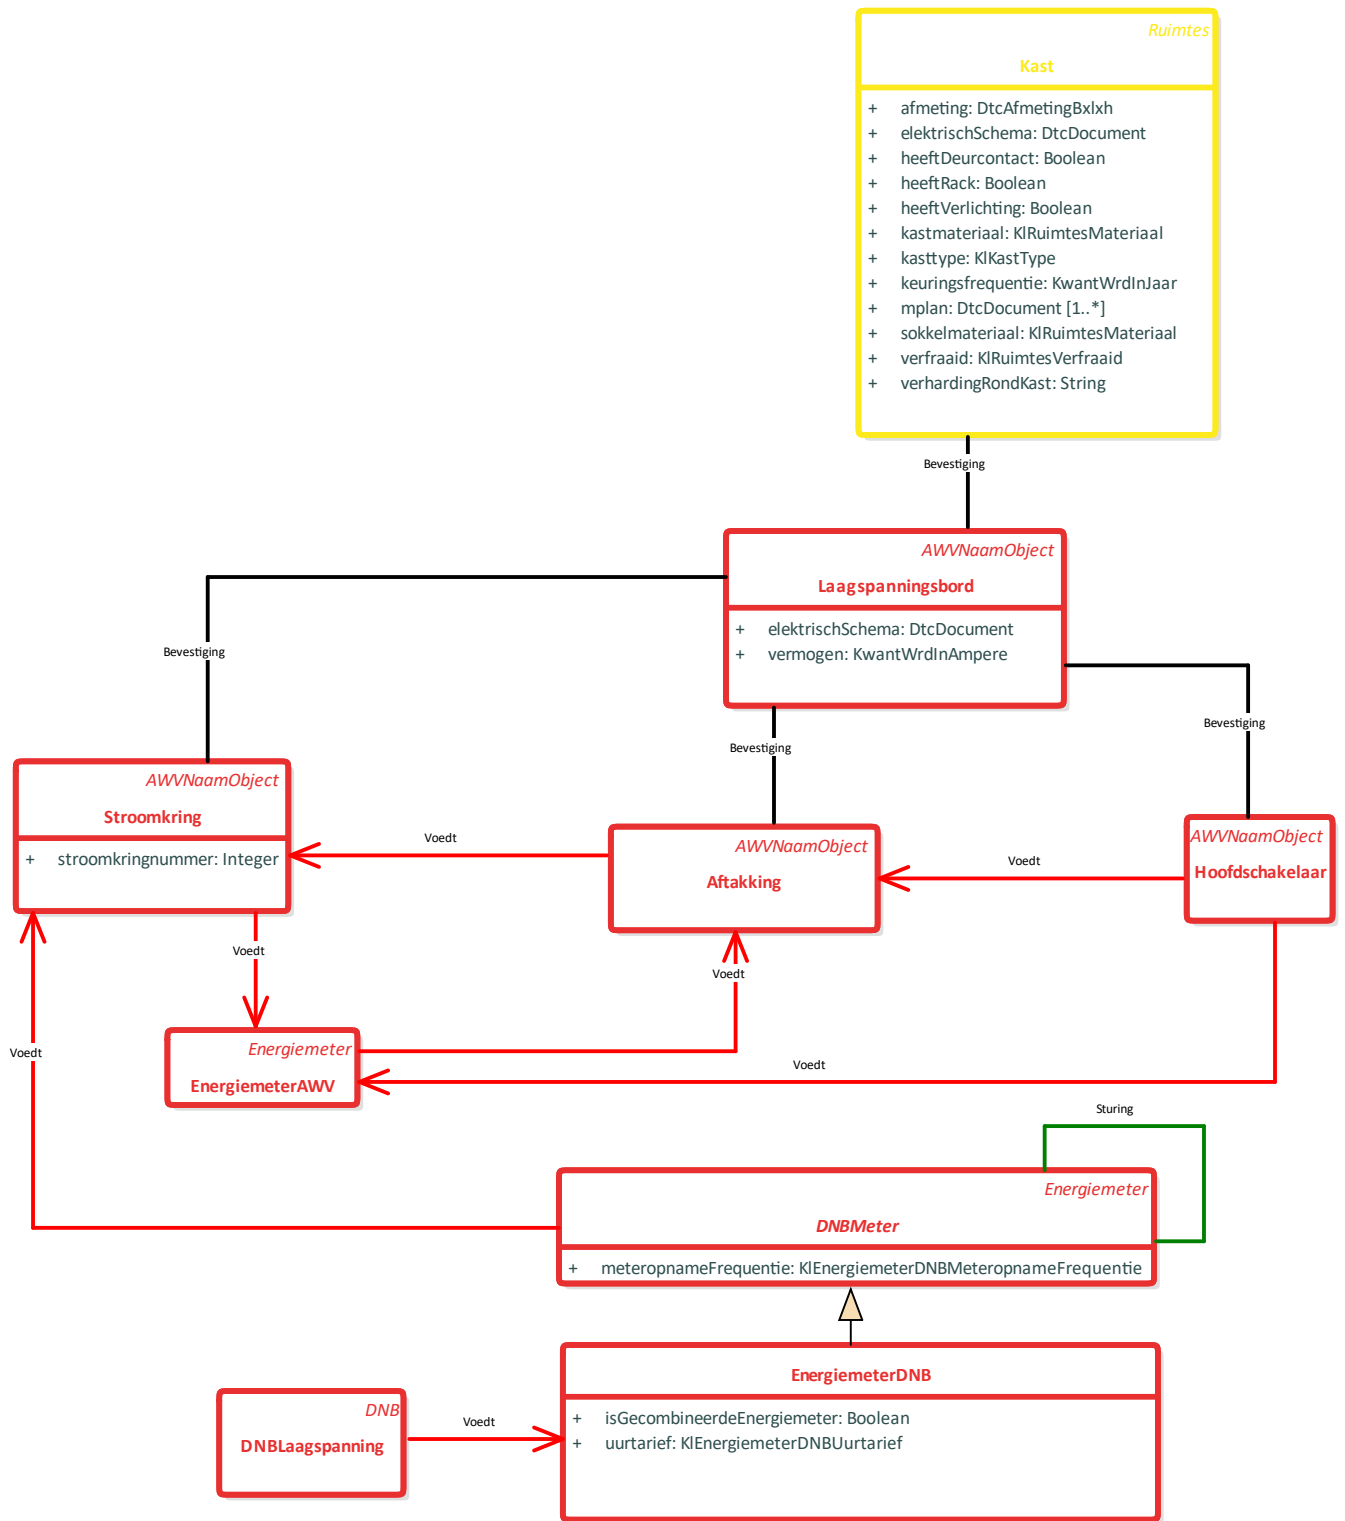 Ruimtes
Kast
+ afmeting: DtcAfmetingBxlxh
+ elektrischSchema: DtcDocument
+ heeftDeurcontact: Boolean
+ heeftRack: Boolean
+ heeftVerlichting: Boolean
+ kastmateriaal: KlRuimtesMateriaal
+ kasttype: KlKastType
+ keuringsfrequentie: KwantWrdInJaar
+ mplan: DtcDocument [1..*]
+ sokkelmateriaal: KlRuimtesMateriaal
+ verfraaid: KlRuimtesVerfraaid
+ verhardingRondKast: String
Bevestiging
AWVNaamObject
Laagspanningsbord
+ elektrischSchema: DtcDocument
+ vermogen: KwantWrdInAmpere
Bevestiging
Bevestiging
Bevestiging
AWVNaamObject
Stroomkring
+ stroomkringnummer: Integer
Voedt
AWVNaamObject
Aftakking
Voedt
AWVNaamObject
Hoofdschakelaar
Voedt
Voedt
Voedt
Energiemeter
EnergiemeterAWV
Voedt
Sturing
Energiemeter
DNBMeter
+ meteropnameFrequentie: KlEnergiemeterDNBMeteropnameFrequentie
EnergiemeterDNB
+ isGecombineerdeEnergiemeter: Boolean
+ uurtarief: KlEnergiemeterDNBUurtarief
DNB
DNBLaagspanning
Voedt